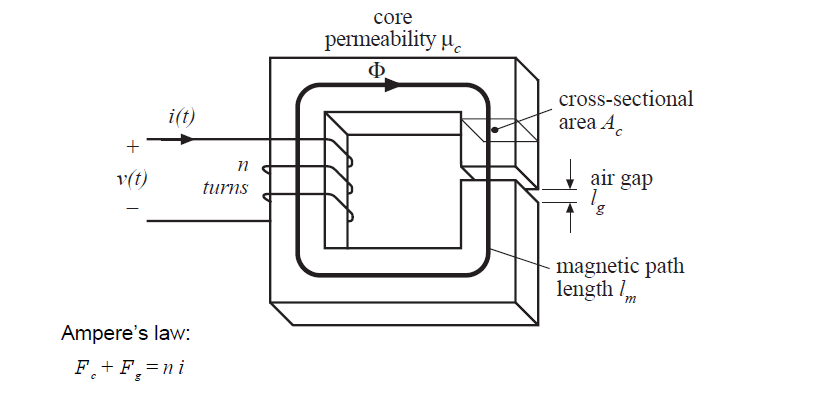 core
permeability μc
Φ
cross-sectional
area Ac
i(t)
+
v(t)
–
n
turns
air gap
lg
magnetic path
length lm
Ampere's law:
Fc + Fg = n i